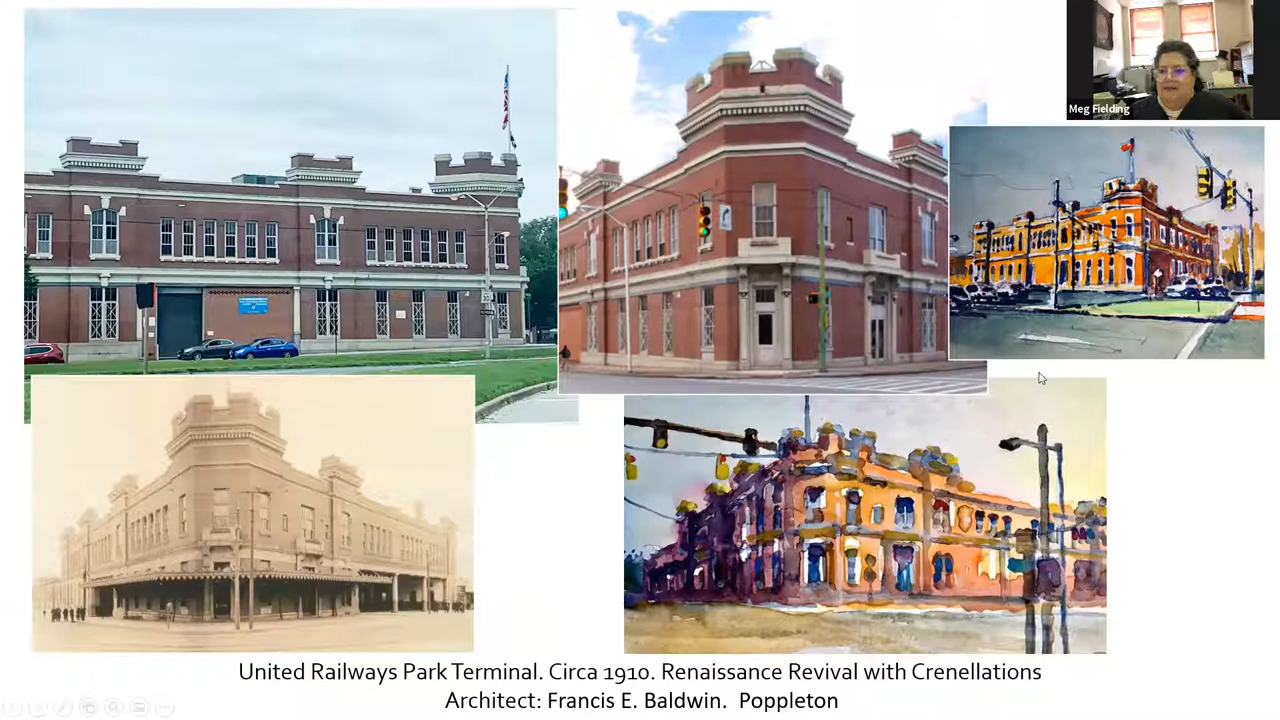 Meg Fielding
United Railways Park Terminal. Circa 1910. Renaissance Revival with Crenellations
Architect: Francis E. Baldwin. Poppleton